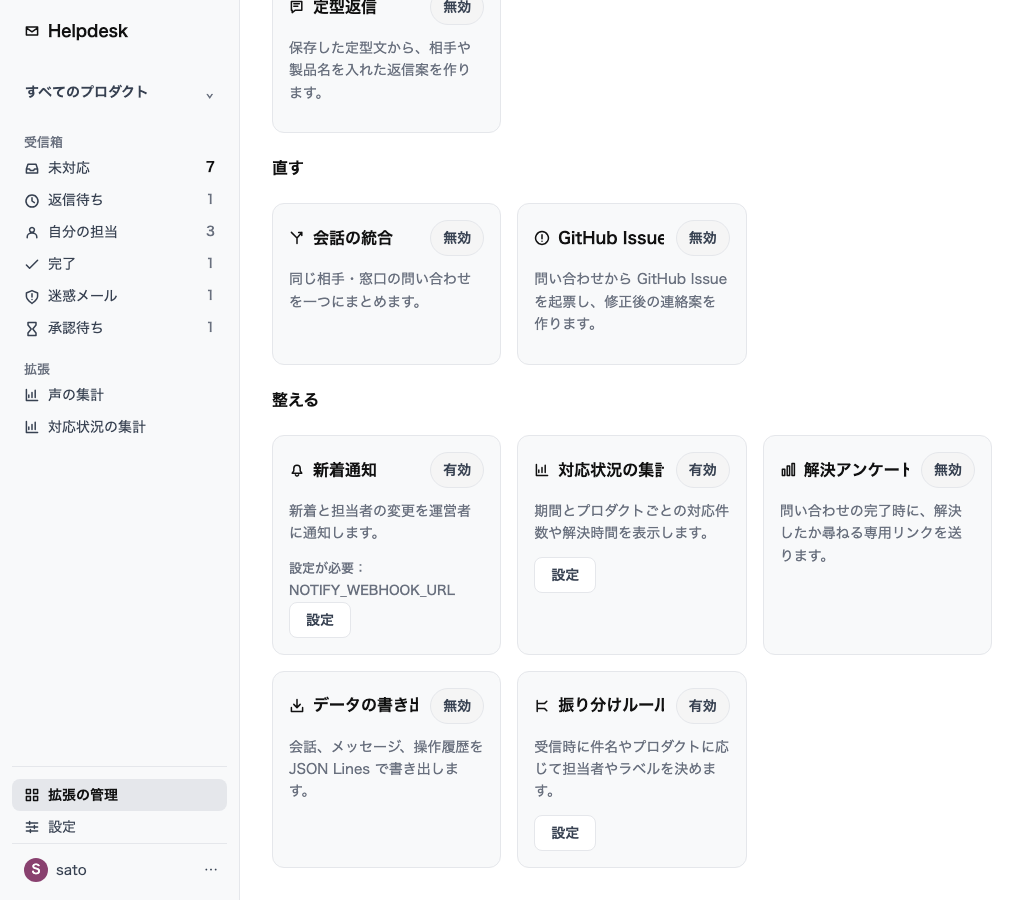 Helpdesk
すべてのプロダクト
受信箱
未対応 7
返信待ち 1
自分の担当 3
完了 1
迷惑メール 1
承認待ち 1
拡張
声の集計
対応状況の集計
拡張の管理
設定
S sato …
定型返信 無効
保存した定型文から、相手や
製品名を入れた返信案を作り
ます。
直す
会話の統合 無効
同じ相手・窓口の問い合わせ
を一つにまとめます。
GitHub Issue 無効
問い合わせから GitHub Issue
を起票し、修正後の連絡案を
作ります。
整える
新着通知 有効
新着と担当者の変更を運営者
に通知します。
設定が必要：
NOTIFY_WEBHOOK_URL
設定
対応状況の集計 有効
期間とプロダクトごとの対応件
数や解決時間を表示します。
設定
解決アンケート 無効
問い合わせの完了時に、解決
したか尋ねる専用リンクを送
ります。
データの書き出 無効
会話、メッセージ、操作履歴を
JSON Lines で書き出しま
す。
振り分けルール 有効
受信時に件名やプロダクトに応
じて担当者やラベルを決めま
す。
設定